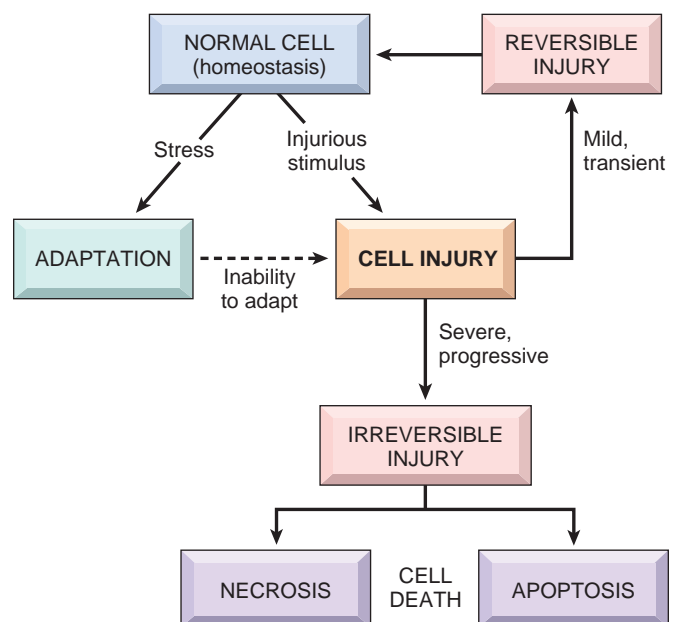 NORMAL CELL
(homeostasis)
REVERSIBLE
INJURY
Stress
Injurious
stimulus
Mild,
transient
ADAPTATION
Inability
to adapt
CELL INJURY
Severe,
progressive
IRREVERSIBLE
INJURY
NECROSIS
CELL
DEATH
APOPTOSIS